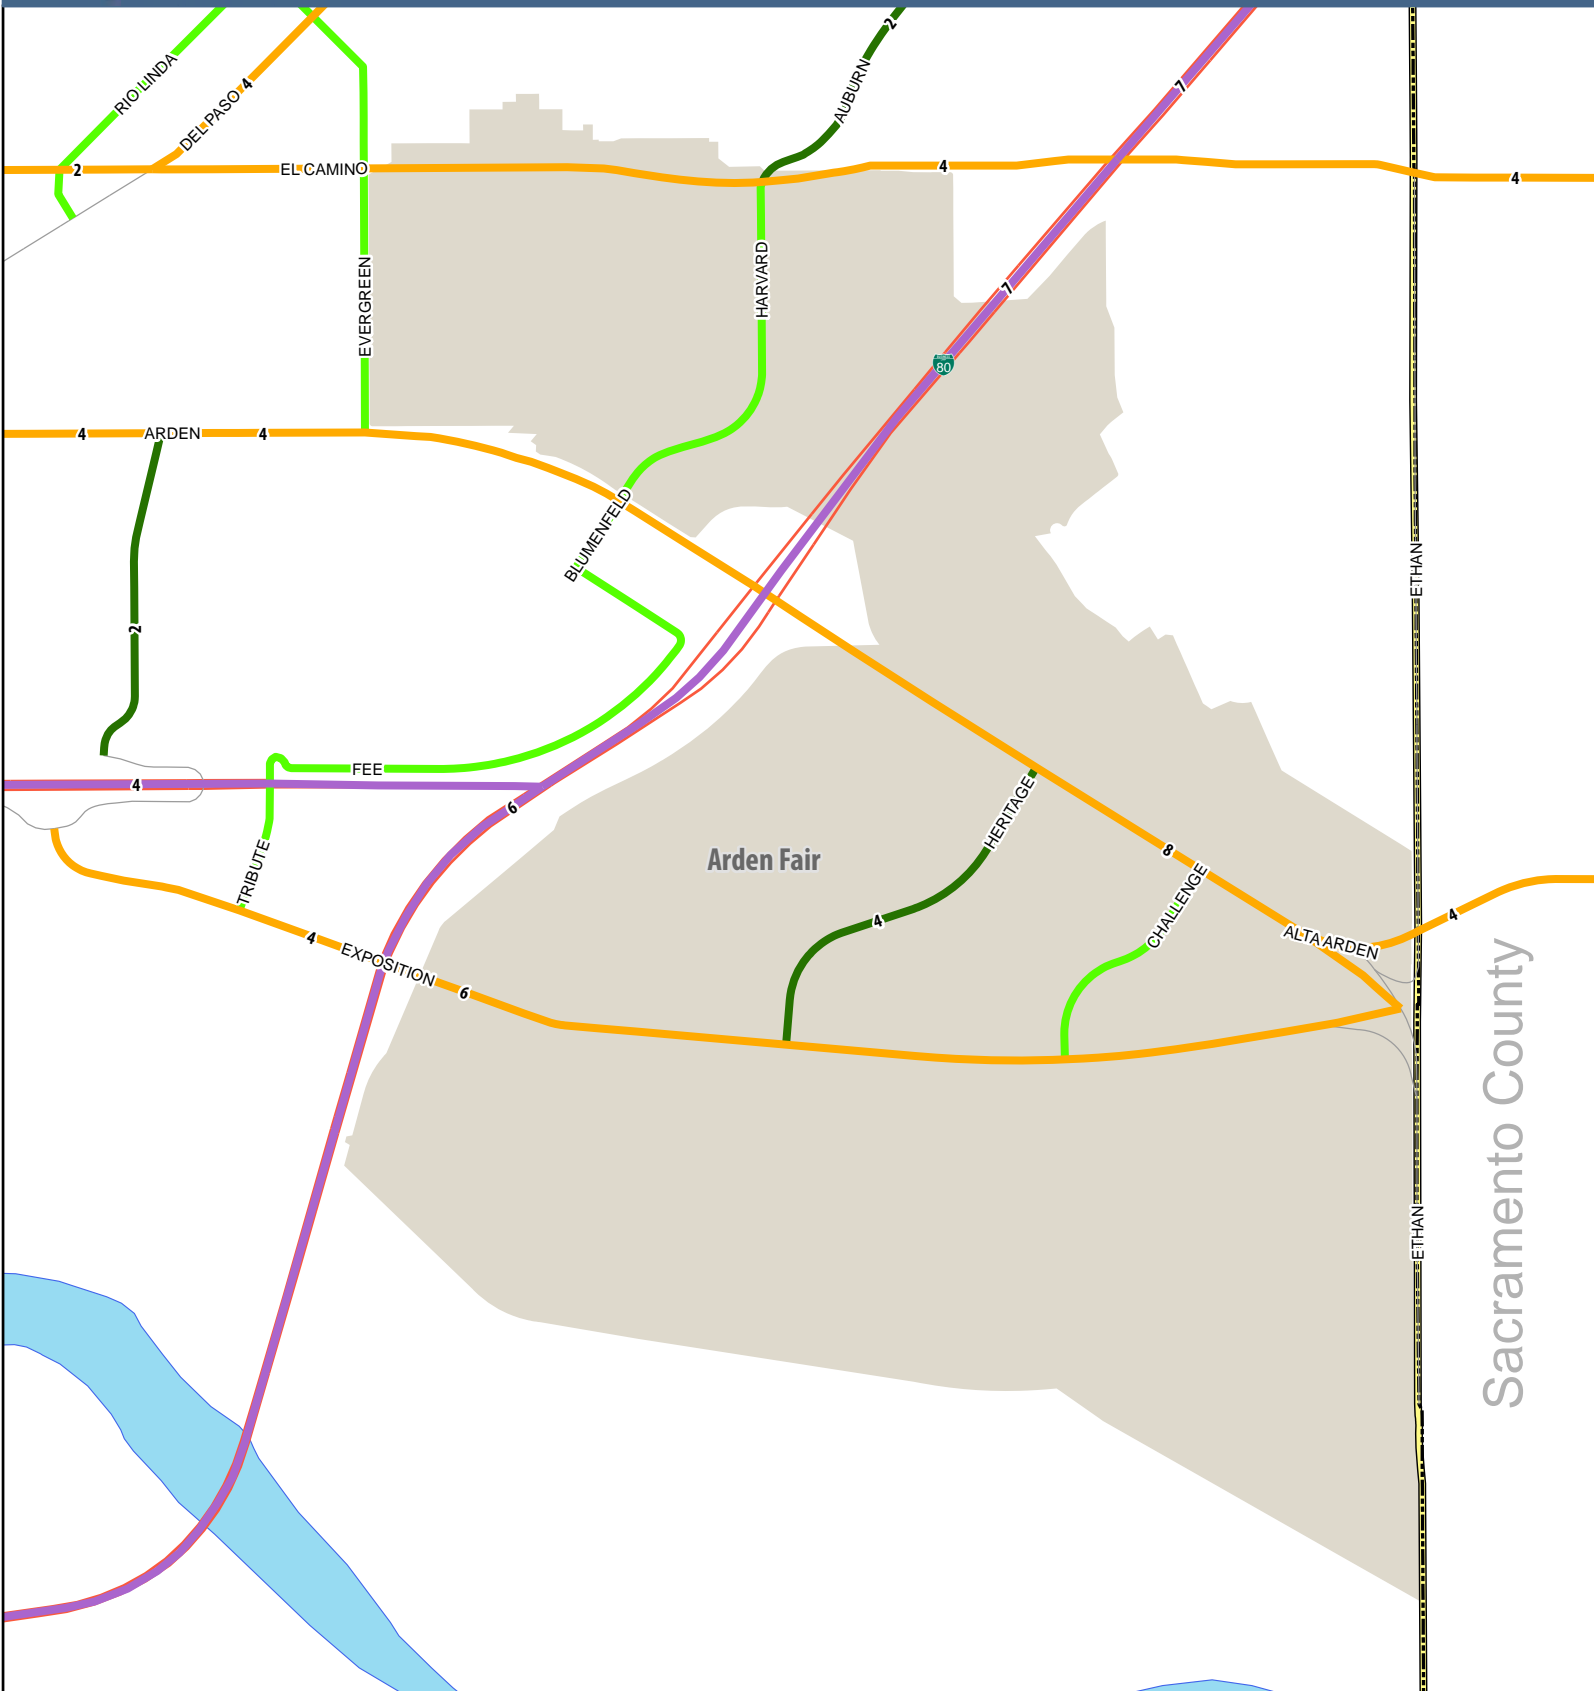 2
RIO LINDA
DEL PASO
4
AUBURN
7
2
EL CAMINO
4
4
HARVARD
EVERGREEN
7
80
4
ARDEN
4
BLUMENFELD
ETHAN
2
FEE
4
6
HERITAGE
TRIBUTE
Arden Fair
8
CHALLENGE
4
4
4
EXPOSITION
ALTA ARDEN
6
Sacramento County
ETHAN